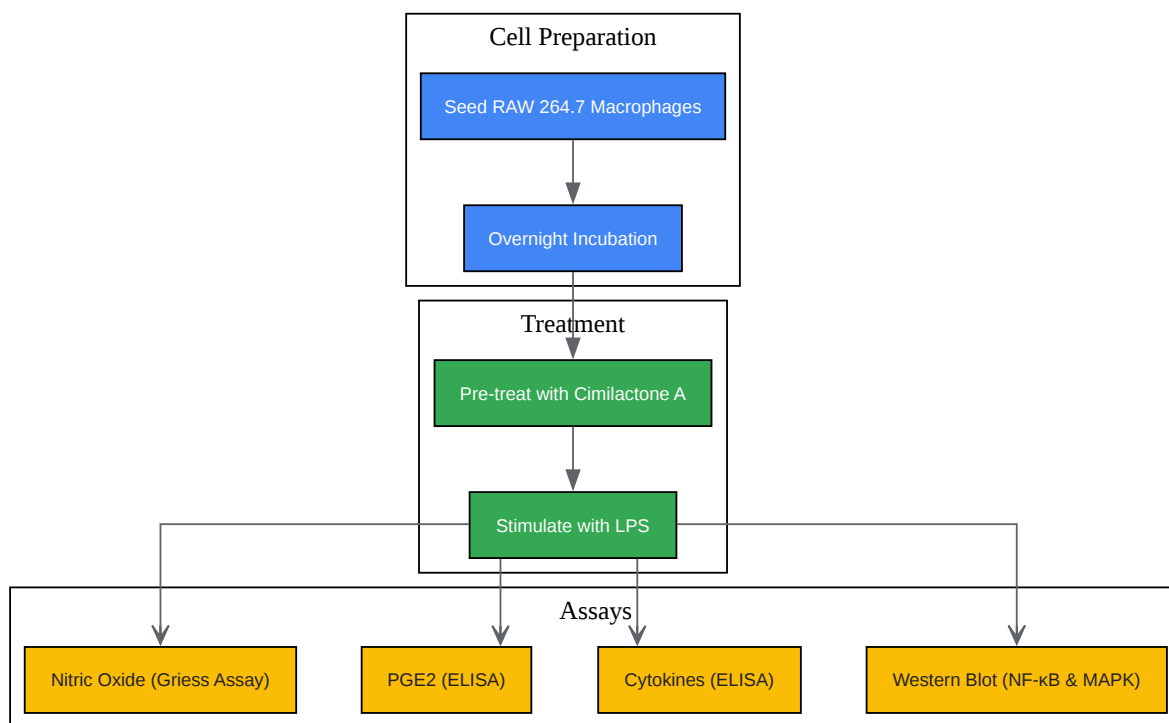 Cell Preparation
Seed RAW 264.7 Macrophages
Overnight Incubation
Treatment
Pre-treat with Cimilactone A
Stimulate with LPS
Assays
Nitric Oxide (Griess Assay)
PGE2 (ELISA)
Cytokines (ELISA)
Western Blot (NF-κB & MAPK)